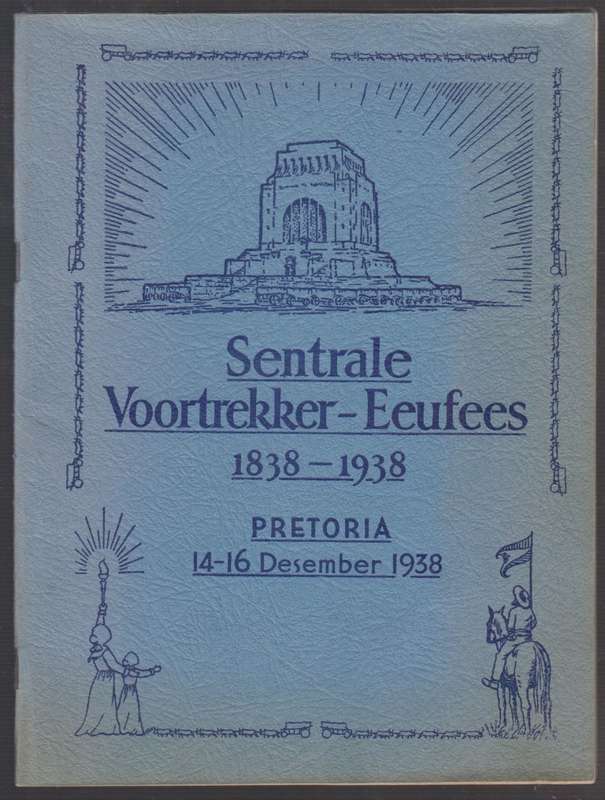 Sentrale
Voortrekker-Eeufees
1838-1938
PRETORIA
14-16 Desember 1938